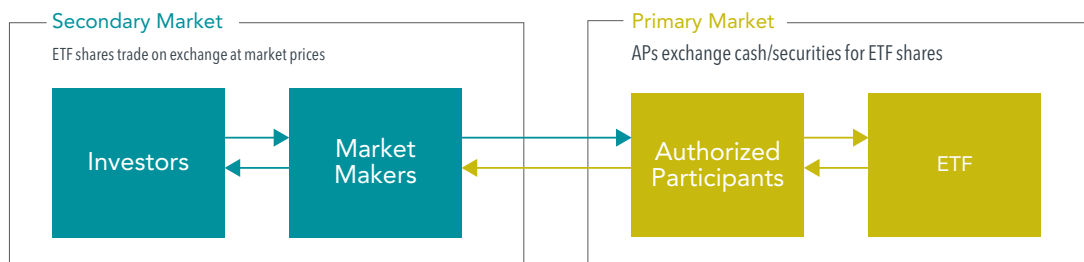 Secondary Market
ETF shares trade on exchange at market prices
Investors
Market
Makers
Primary Market
APs exchange cash/securities for ETF shares
Authorized
Participants
ETF